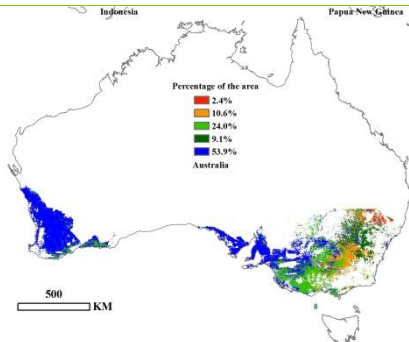 Indonesia
Papua New Guinea
Percentage of the area
2.4%
10.6%
24.0%
9.1%
53.9%
Australia
500
KM